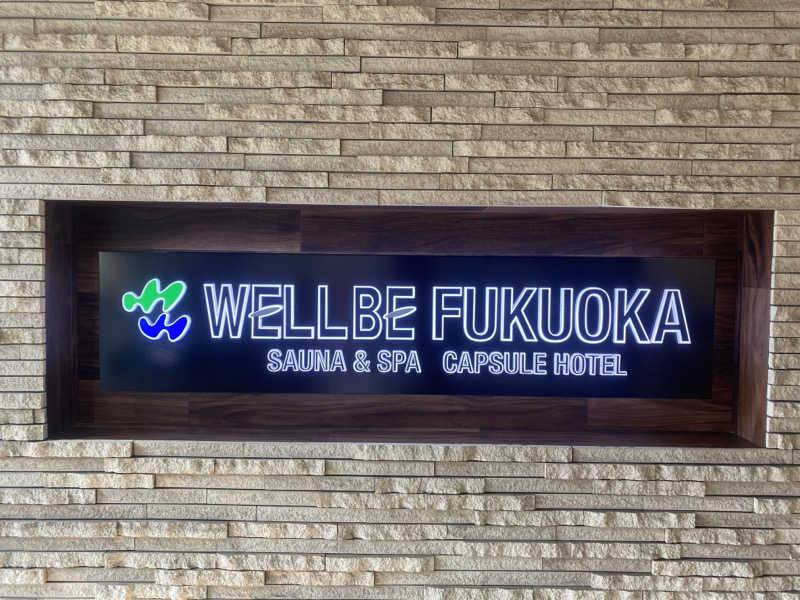 WELLBE FUKUOKA
SAUNA & SPA CAPSULE HOTEL